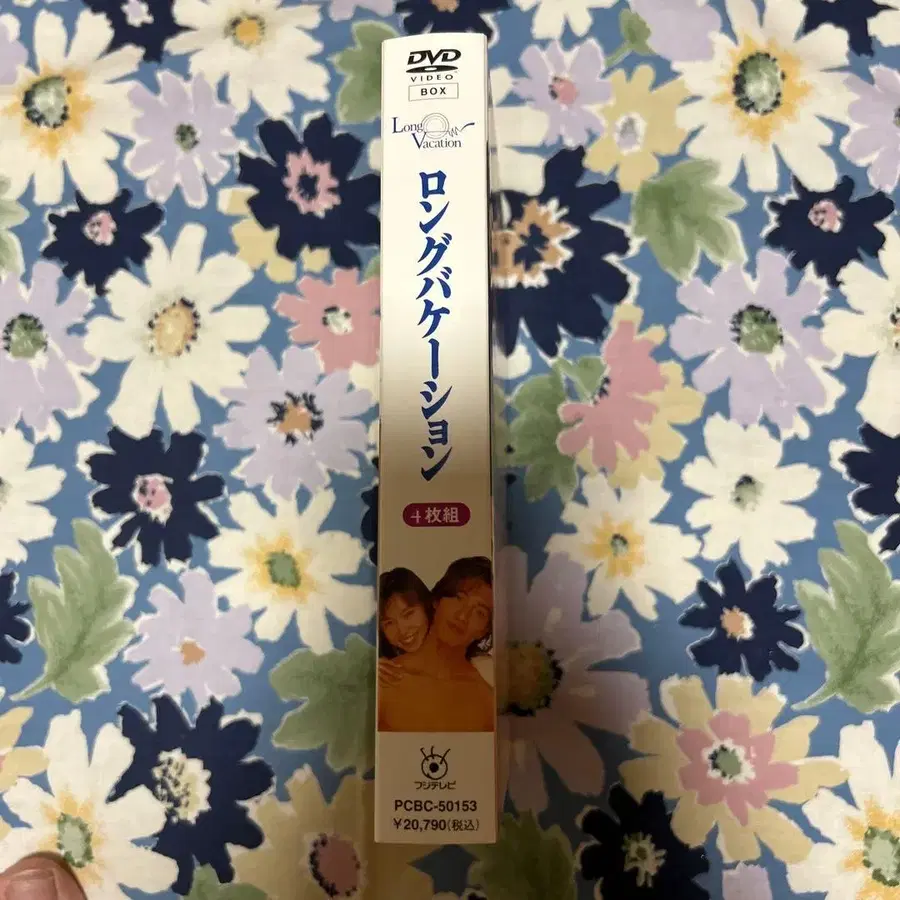 DVD
VIDEO
BOX
Long
Vacation
ロングバケーション
4枚組
フジテレビ
PCBC-50153
¥20,790(税込)